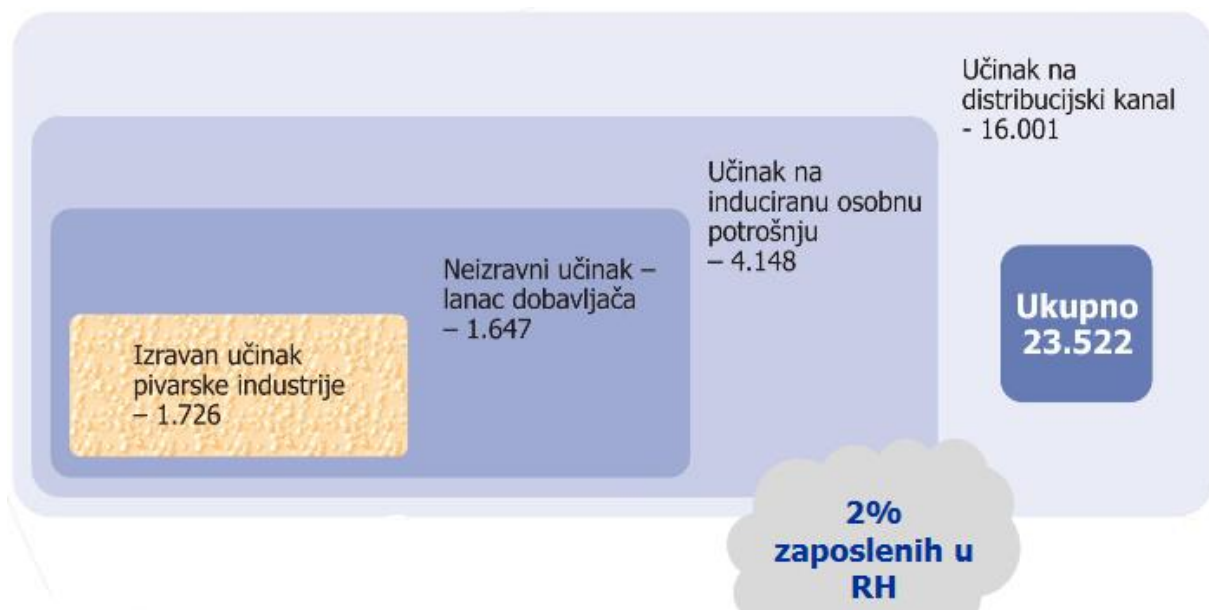 Učinak na
distribucijski kanal
- 16.001
Učinak na
induciranu osobnu
potrošnju
– 4.148
Neizravni učinak –
lanac dobavljača
– 1.647
Izravan učinak
pivarske industrije
– 1.726
Ukupno
23.522
2%
zaposlenih u
RH